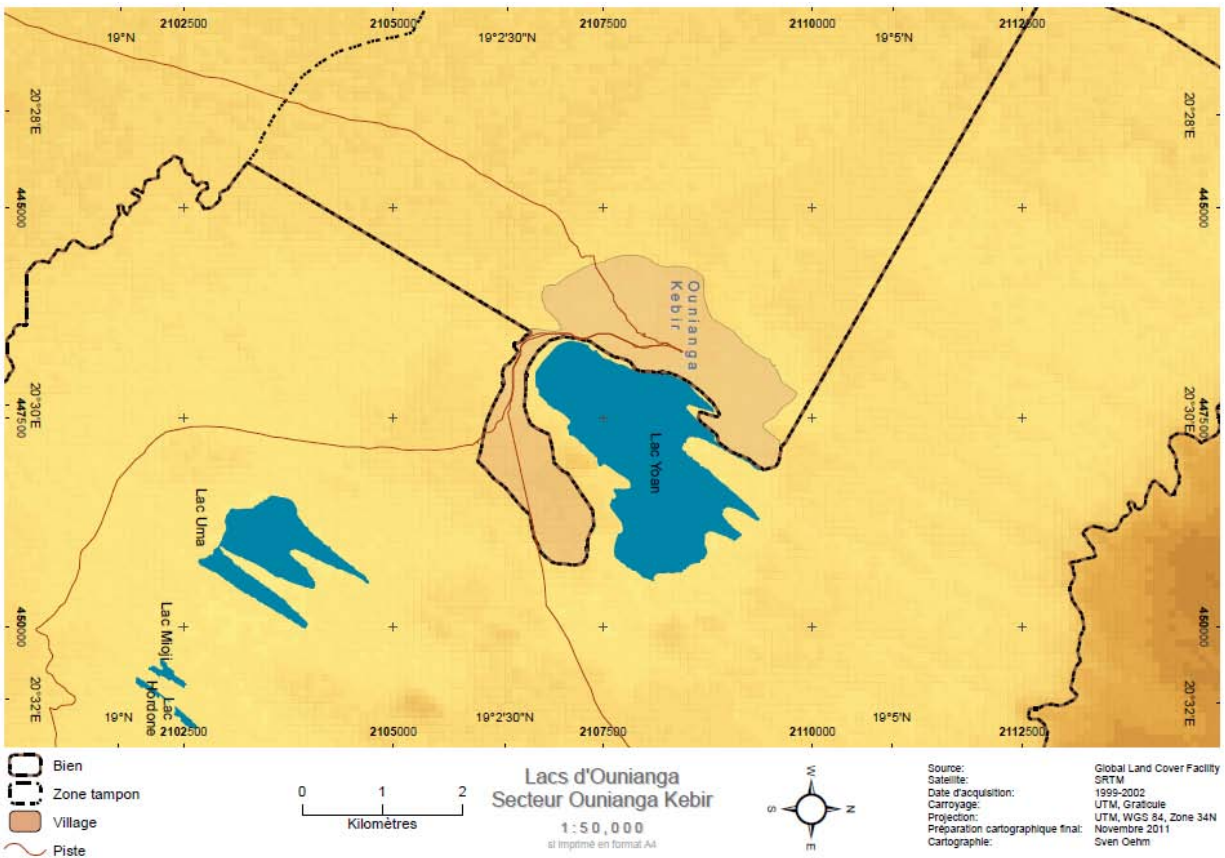 2102500 2105000 2107500 2110000 2112500
19°N 19°2'30"N 19°5'N
20°28'E 20°28'E
445000 445000
Ounianga
Kebir
20°30'E 20°30'E
447500 447500
Lac Yoan
Lac Uma
450000 450000
Lac Mioji
Lac
Hordone
20°32'E 20°32'E
19°N 19°2'30"N 19°5'N
2102500 2105000 2107500 2110000 2112500
Bien
Zone tampon
Village
Piste
0 1 2
Kilomètres
Lacs d'Ounianga
Secteur Ounianga Kebir
1:50,000
si imprimé en format A4
W
S N
E
Source: Global Land Cover Facility
Satellite: SRTM
Date d'acquisition: 1999-2002
Carroyage: UTM, Graticule
Projection: UTM, WGS 84, Zone 34N
Préparation cartographique final: Novembre 2011
Cartographie: Sven Oehm